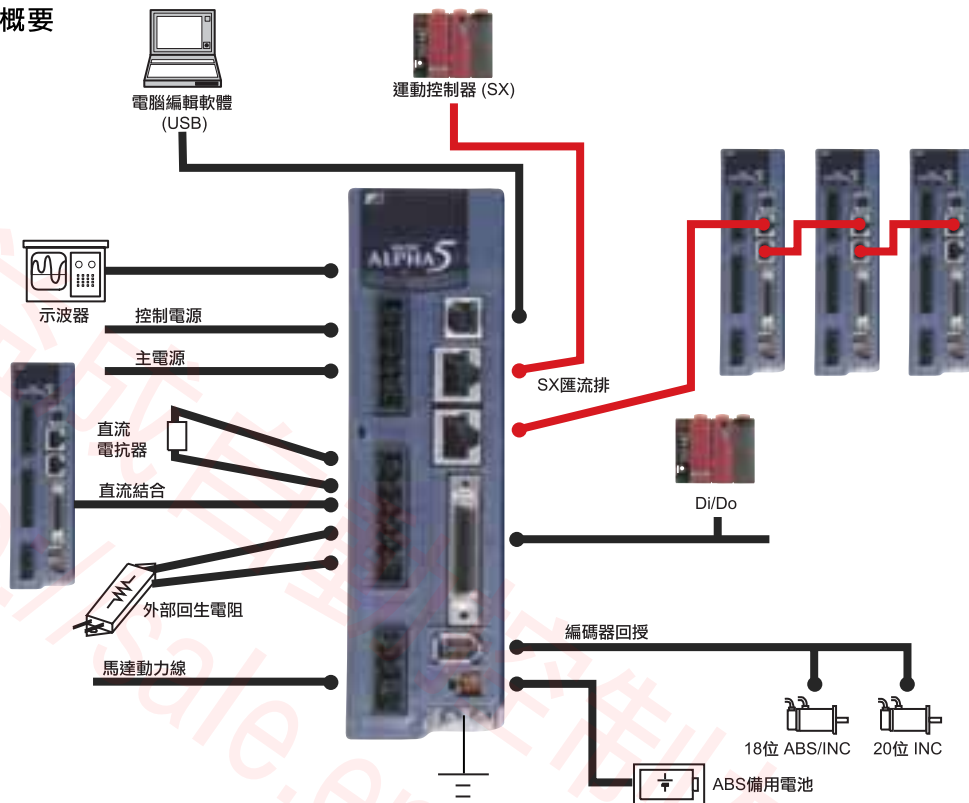 概要
電腦編輯軟體
(USB)
運動控制器 (SX)
ALPHA5
示波器
控制電源
主電源
SX匯流排
直流
電抗器
直流結合
Di/Do
外部回生電阻
編碼器回授
馬達動力線
18位 ABS/INC
20位 INC
ABS備用電池